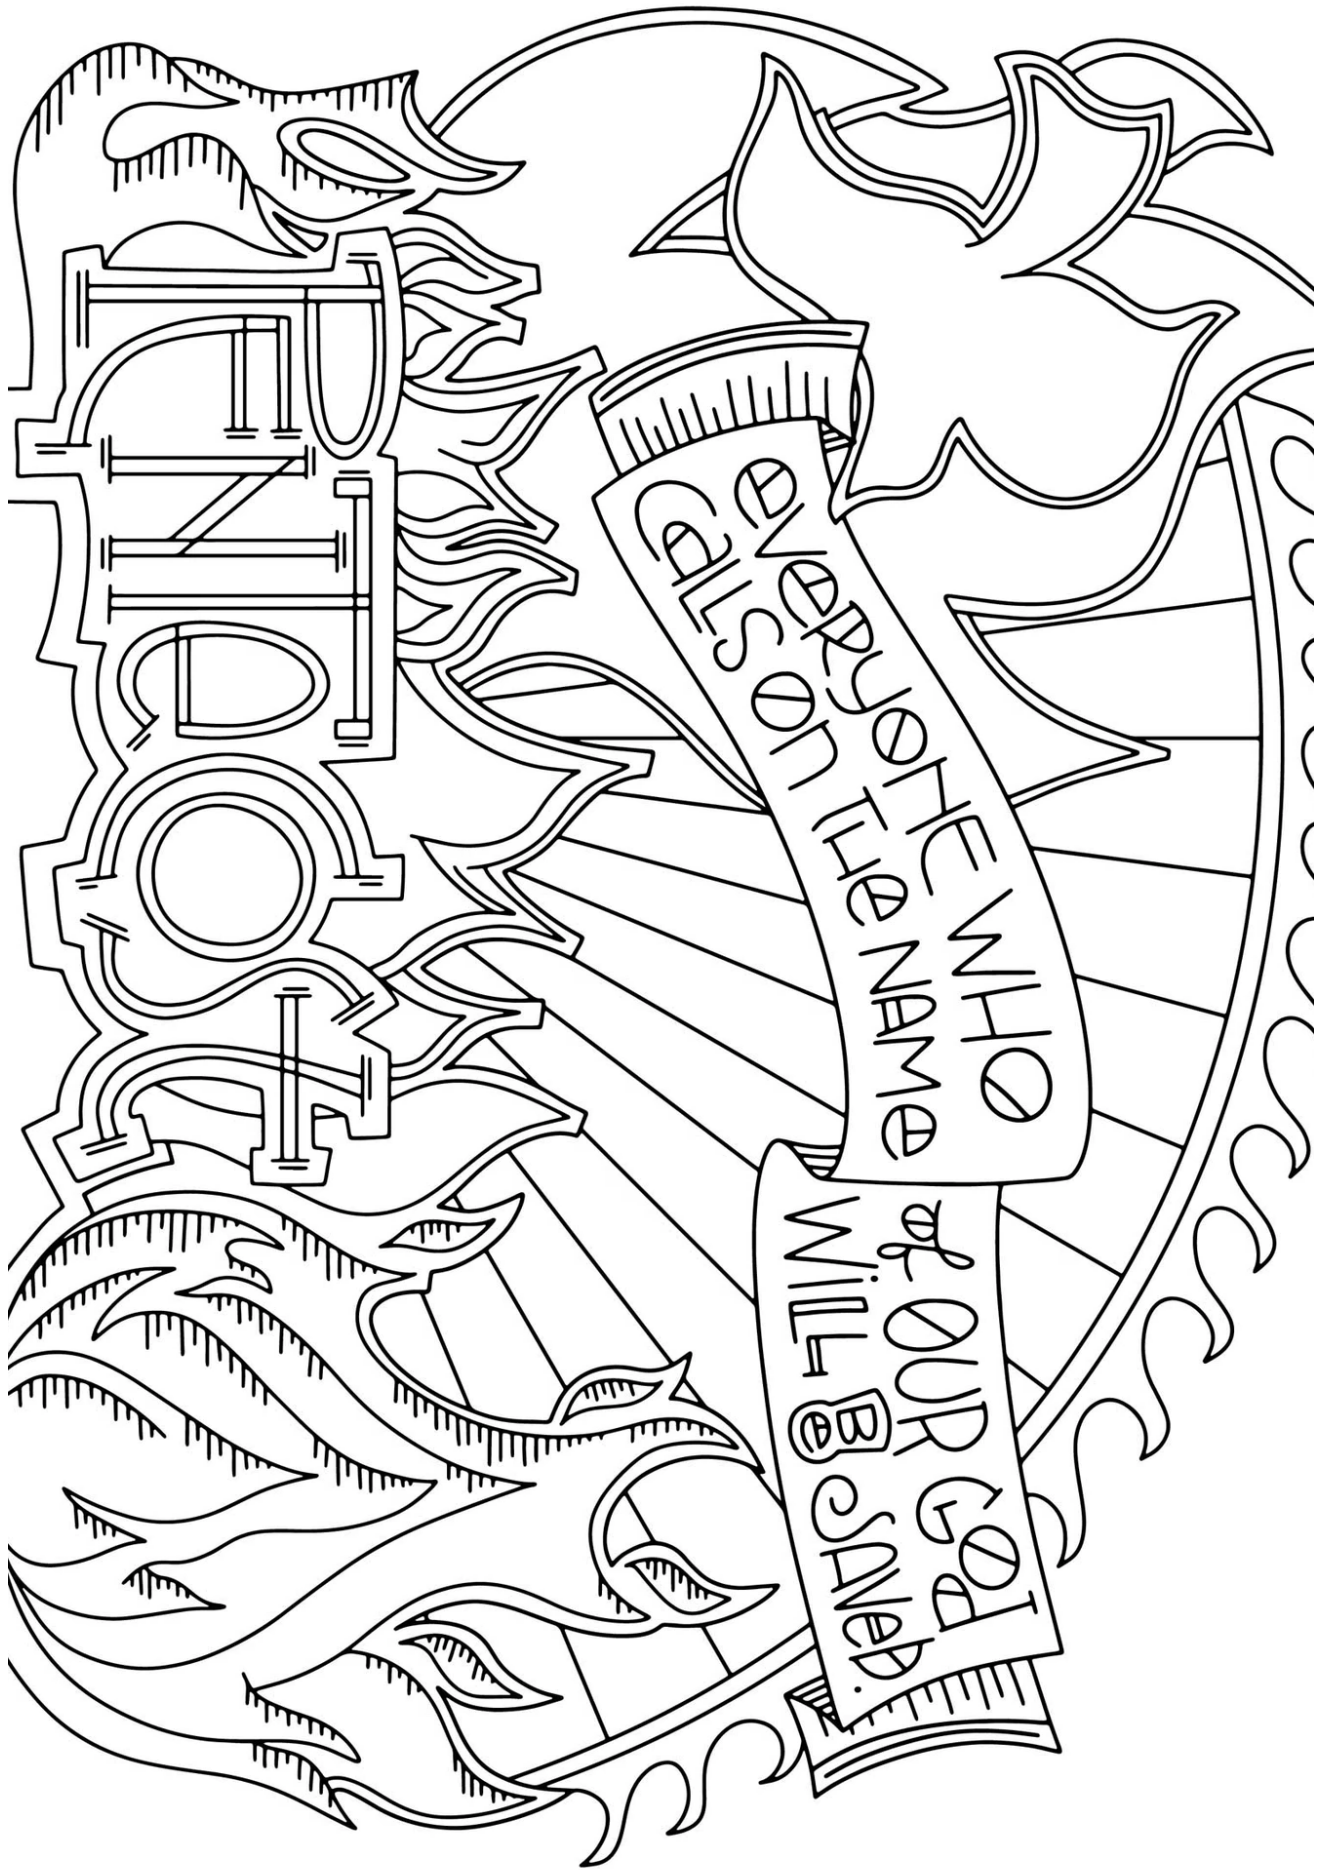 everyone WHO
CalLS on tHe NAMe
of OUR God
WiLL Be SAVeD.
PENTeCOSt